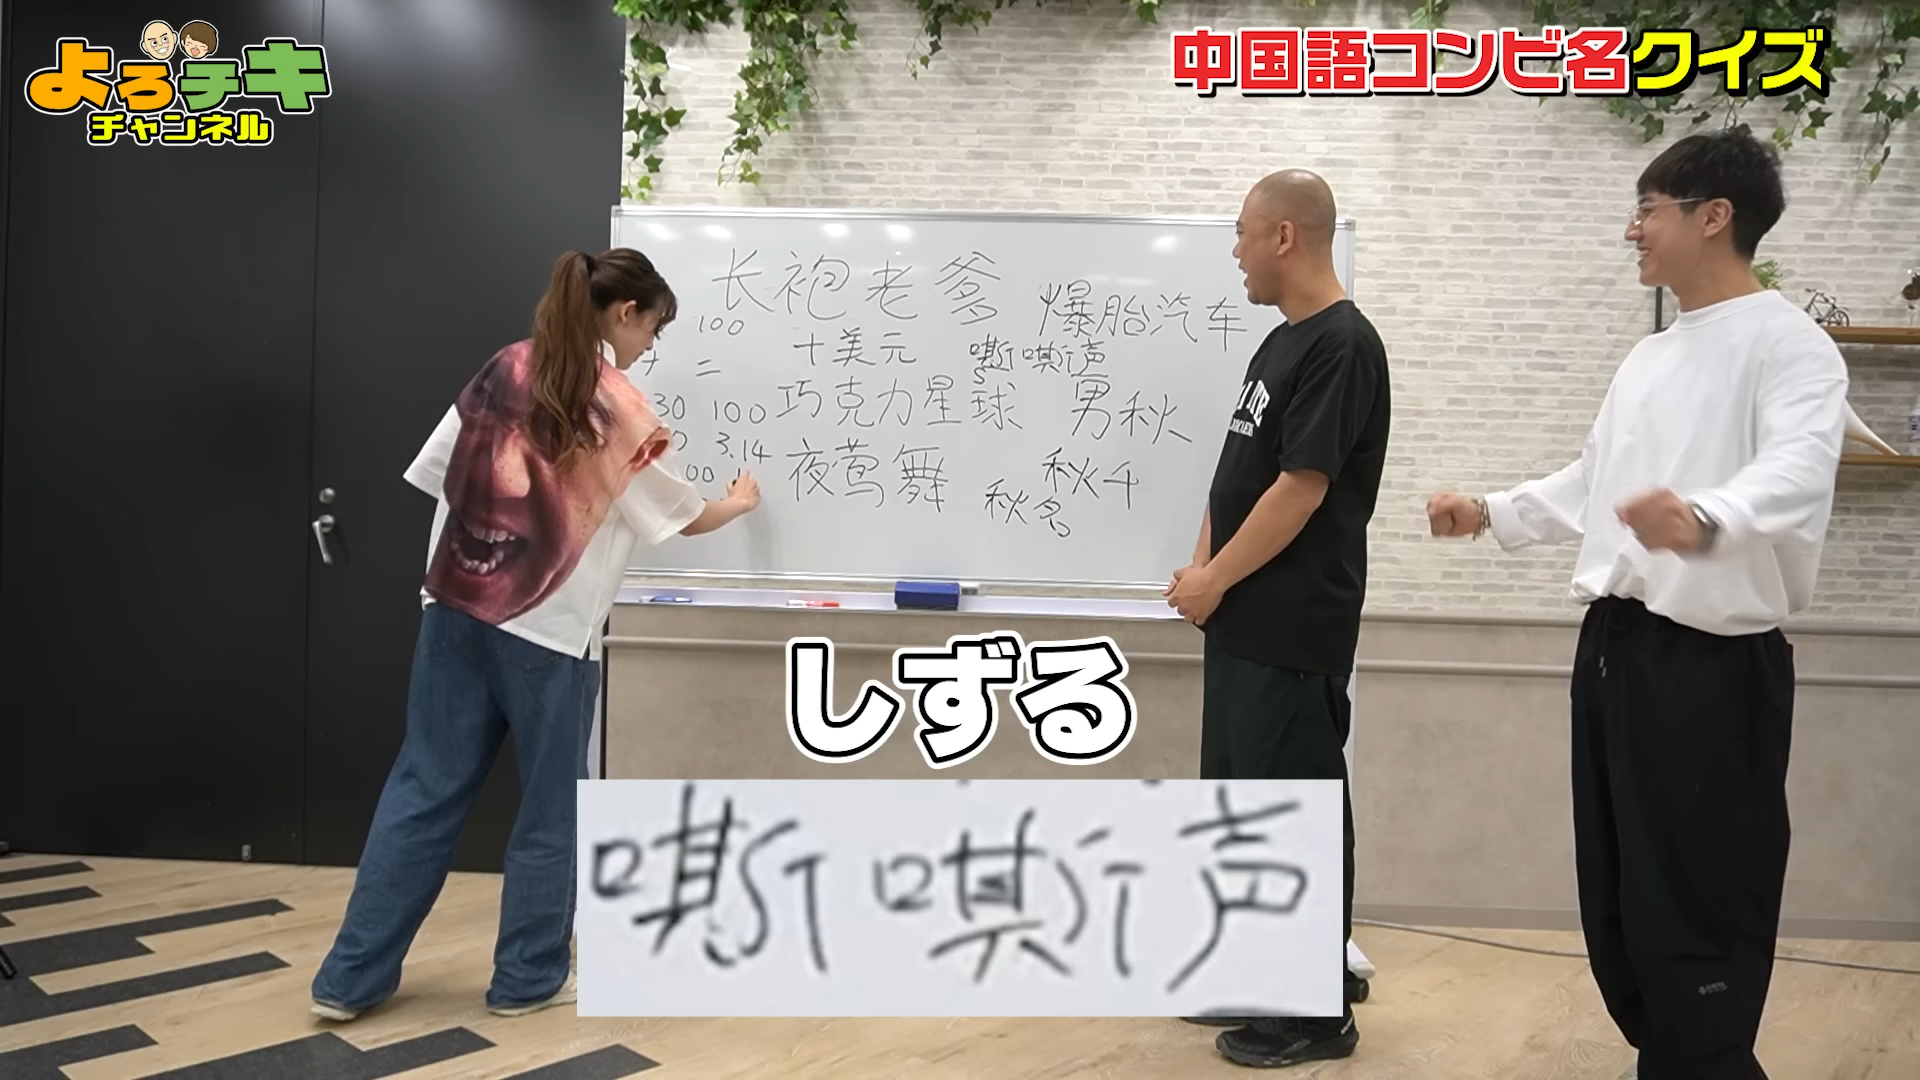 よろチキ
チャンネル
中国語コンビ名クイズ
长袍老爹
爆胎汽车
100
十美元
嘶嘶声
二
S
30 100
巧克力星球
男秋
0 3.14
夜莺舞
秋千
00 1
秋名
しずる
嘶嘶声